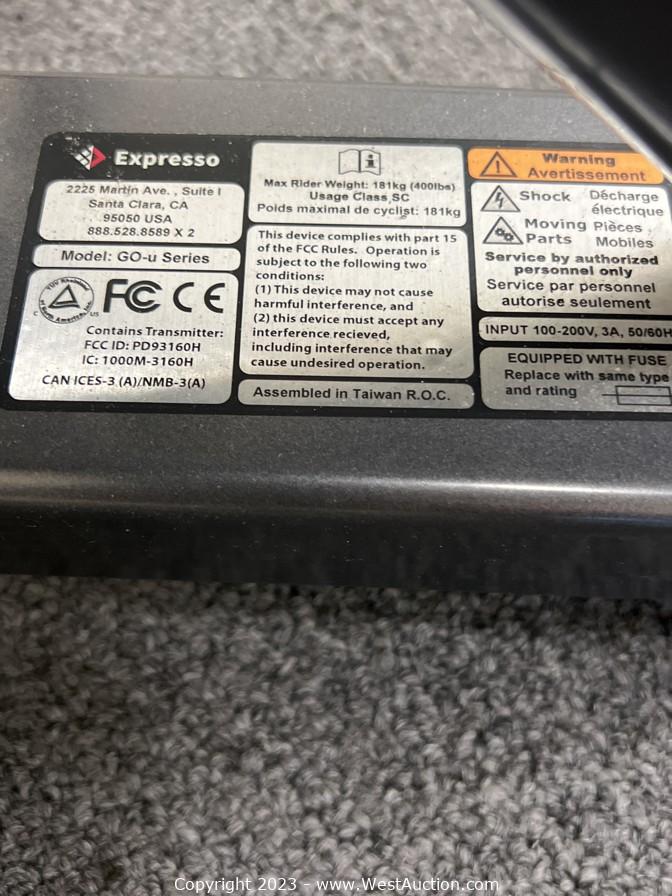 Expresso
2225 Martin Ave. , Suite I
Santa Clara, CA
95050 USA
888.528.8589 X 2
Model: GO-u Series
FC CE
C US
Contains Transmitter:
FCC ID: PD93160H
IC: 1000M-3160H
CAN ICES-3 (A)/NMB-3(A)
Max Rider Weight: 181kg (400lbs)
Usage Class SC
Poids maximal de cyclist: 181kg
This device complies with part 15
of the FCC Rules. Operation is
subject to the following two
conditions:
(1) This device may not cause
harmful interference, and
(2) this device must accept any
interference recieved,
including interference that may
cause undesired operation.
Assembled in Taiwan R.O.C.
Warning
Avertissement
Shock Décharge
électrique
Moving Pièces
Parts Mobiles
Service by authorized
personnel only
Service par personnel
autorise seulement
INPUT 100-200V, 3A, 50/60H
EQUIPPED WITH FUSE
Replace with same type
and rating
Copyright 2023 - www.WestAuction.com